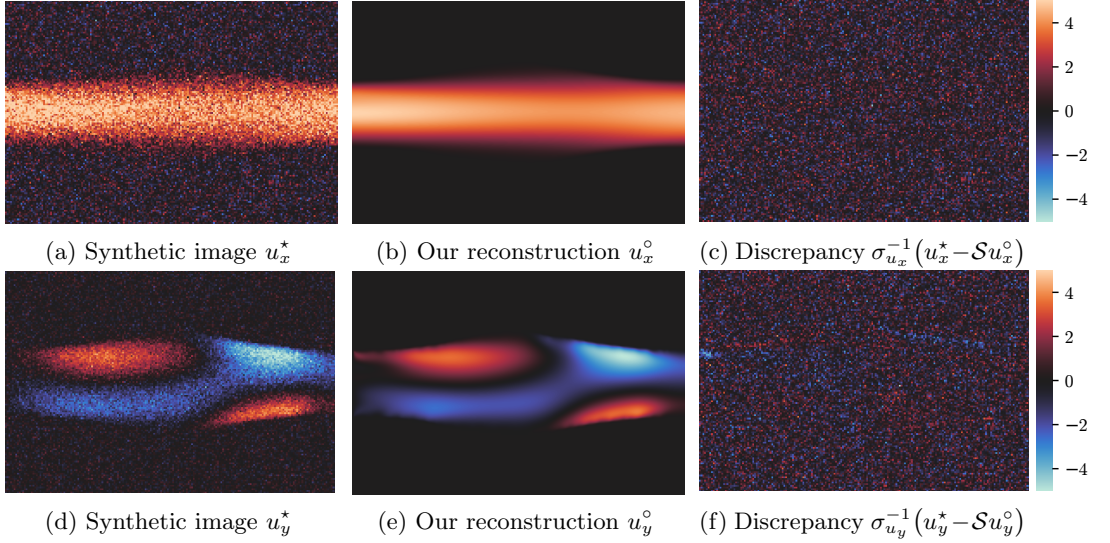 4
2
0
−2
−4
(a) Synthetic image u⋆x
(b) Our reconstruction u∘x
(c) Discrepancy σ−1ux(u⋆x−𝒮u∘x)
4
2
0
−2
−4
(d) Synthetic image u⋆y
(e) Our reconstruction u∘y
(f) Discrepancy σ−1uy(u⋆y−𝒮u∘y)